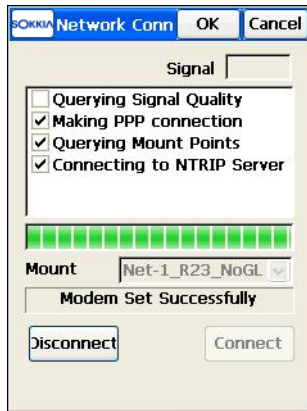 SOKKIA Network Conn OK Cancel
Signal
Querying Signal Quality
Making PPP connection
Querying Mount Points
Connecting to NTRIP Server
Mount Net-1_R23_NoGL
Modem Set Successfully
Disconnect Connect